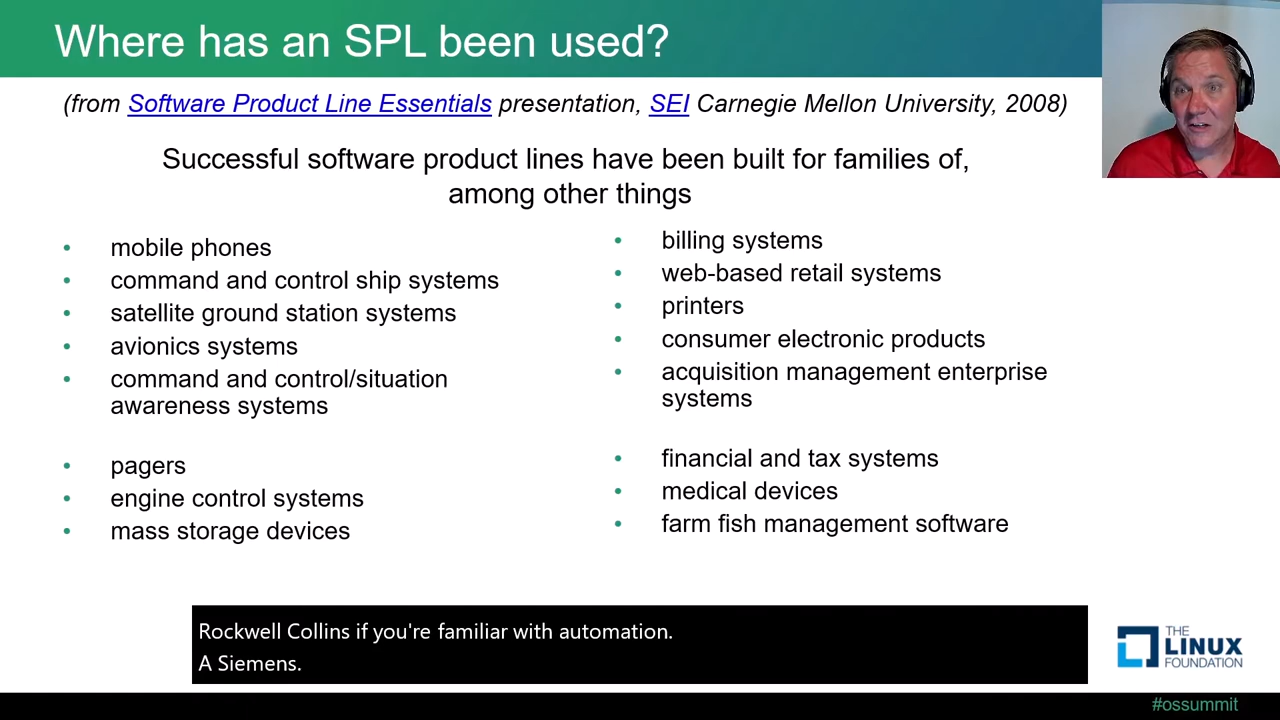 Where has an SPL been used?
(from Software Product Line Essentials presentation, SEI Carnegie Mellon University, 2008)
Successful software product lines have been built for families of,
among other things
• mobile phones
• command and control ship systems
• satellite ground station systems
• avionics systems
• command and control/situation
awareness systems
• pagers
• engine control systems
• mass storage devices
• billing systems
• web-based retail systems
• printers
• consumer electronic products
• acquisition management enterprise
systems
• financial and tax systems
• medical devices
• farm fish management software
Rockwell Collins if you're familiar with automation.
A Siemens.
THE
LINUX
FOUNDATION
#ossummit